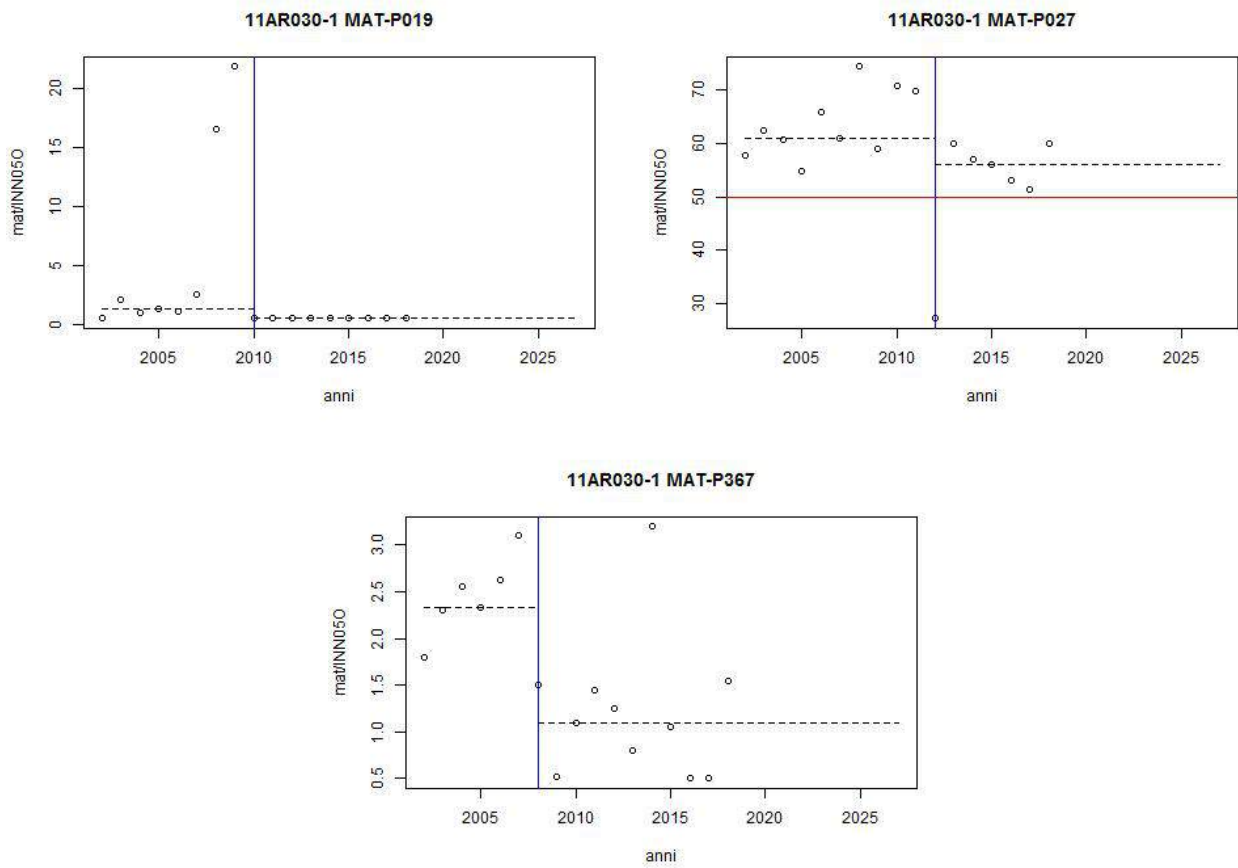 11AR030-1 MAT-P019
mat/INN05O
0 5 10 15 20
2005 2010 2015 2020 2025
anni
11AR030-1 MAT-P027
mat/INN05O
30 40 50 60 70
2005 2010 2015 2020 2025
anni
11AR030-1 MAT-P367
mat/INN05O
0.5 1.0 1.5 2.0 2.5 3.0
2005 2010 2015 2020 2025
anni